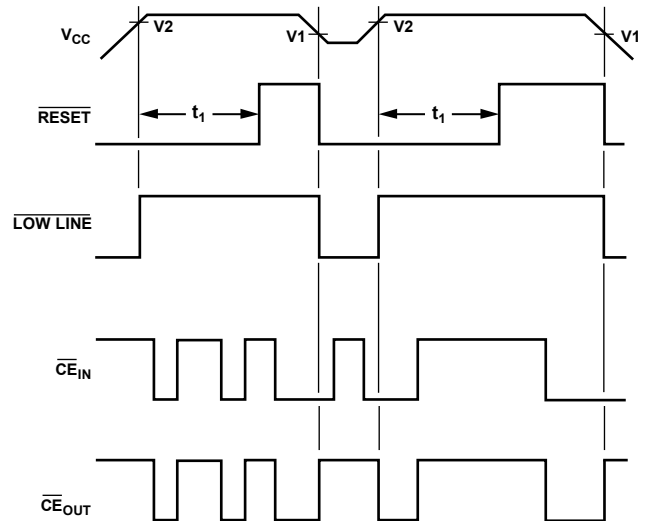 V2 V1 V2 V1
VCC
RESET
t1 t1
LOW LINE
CEIN
CEOUT